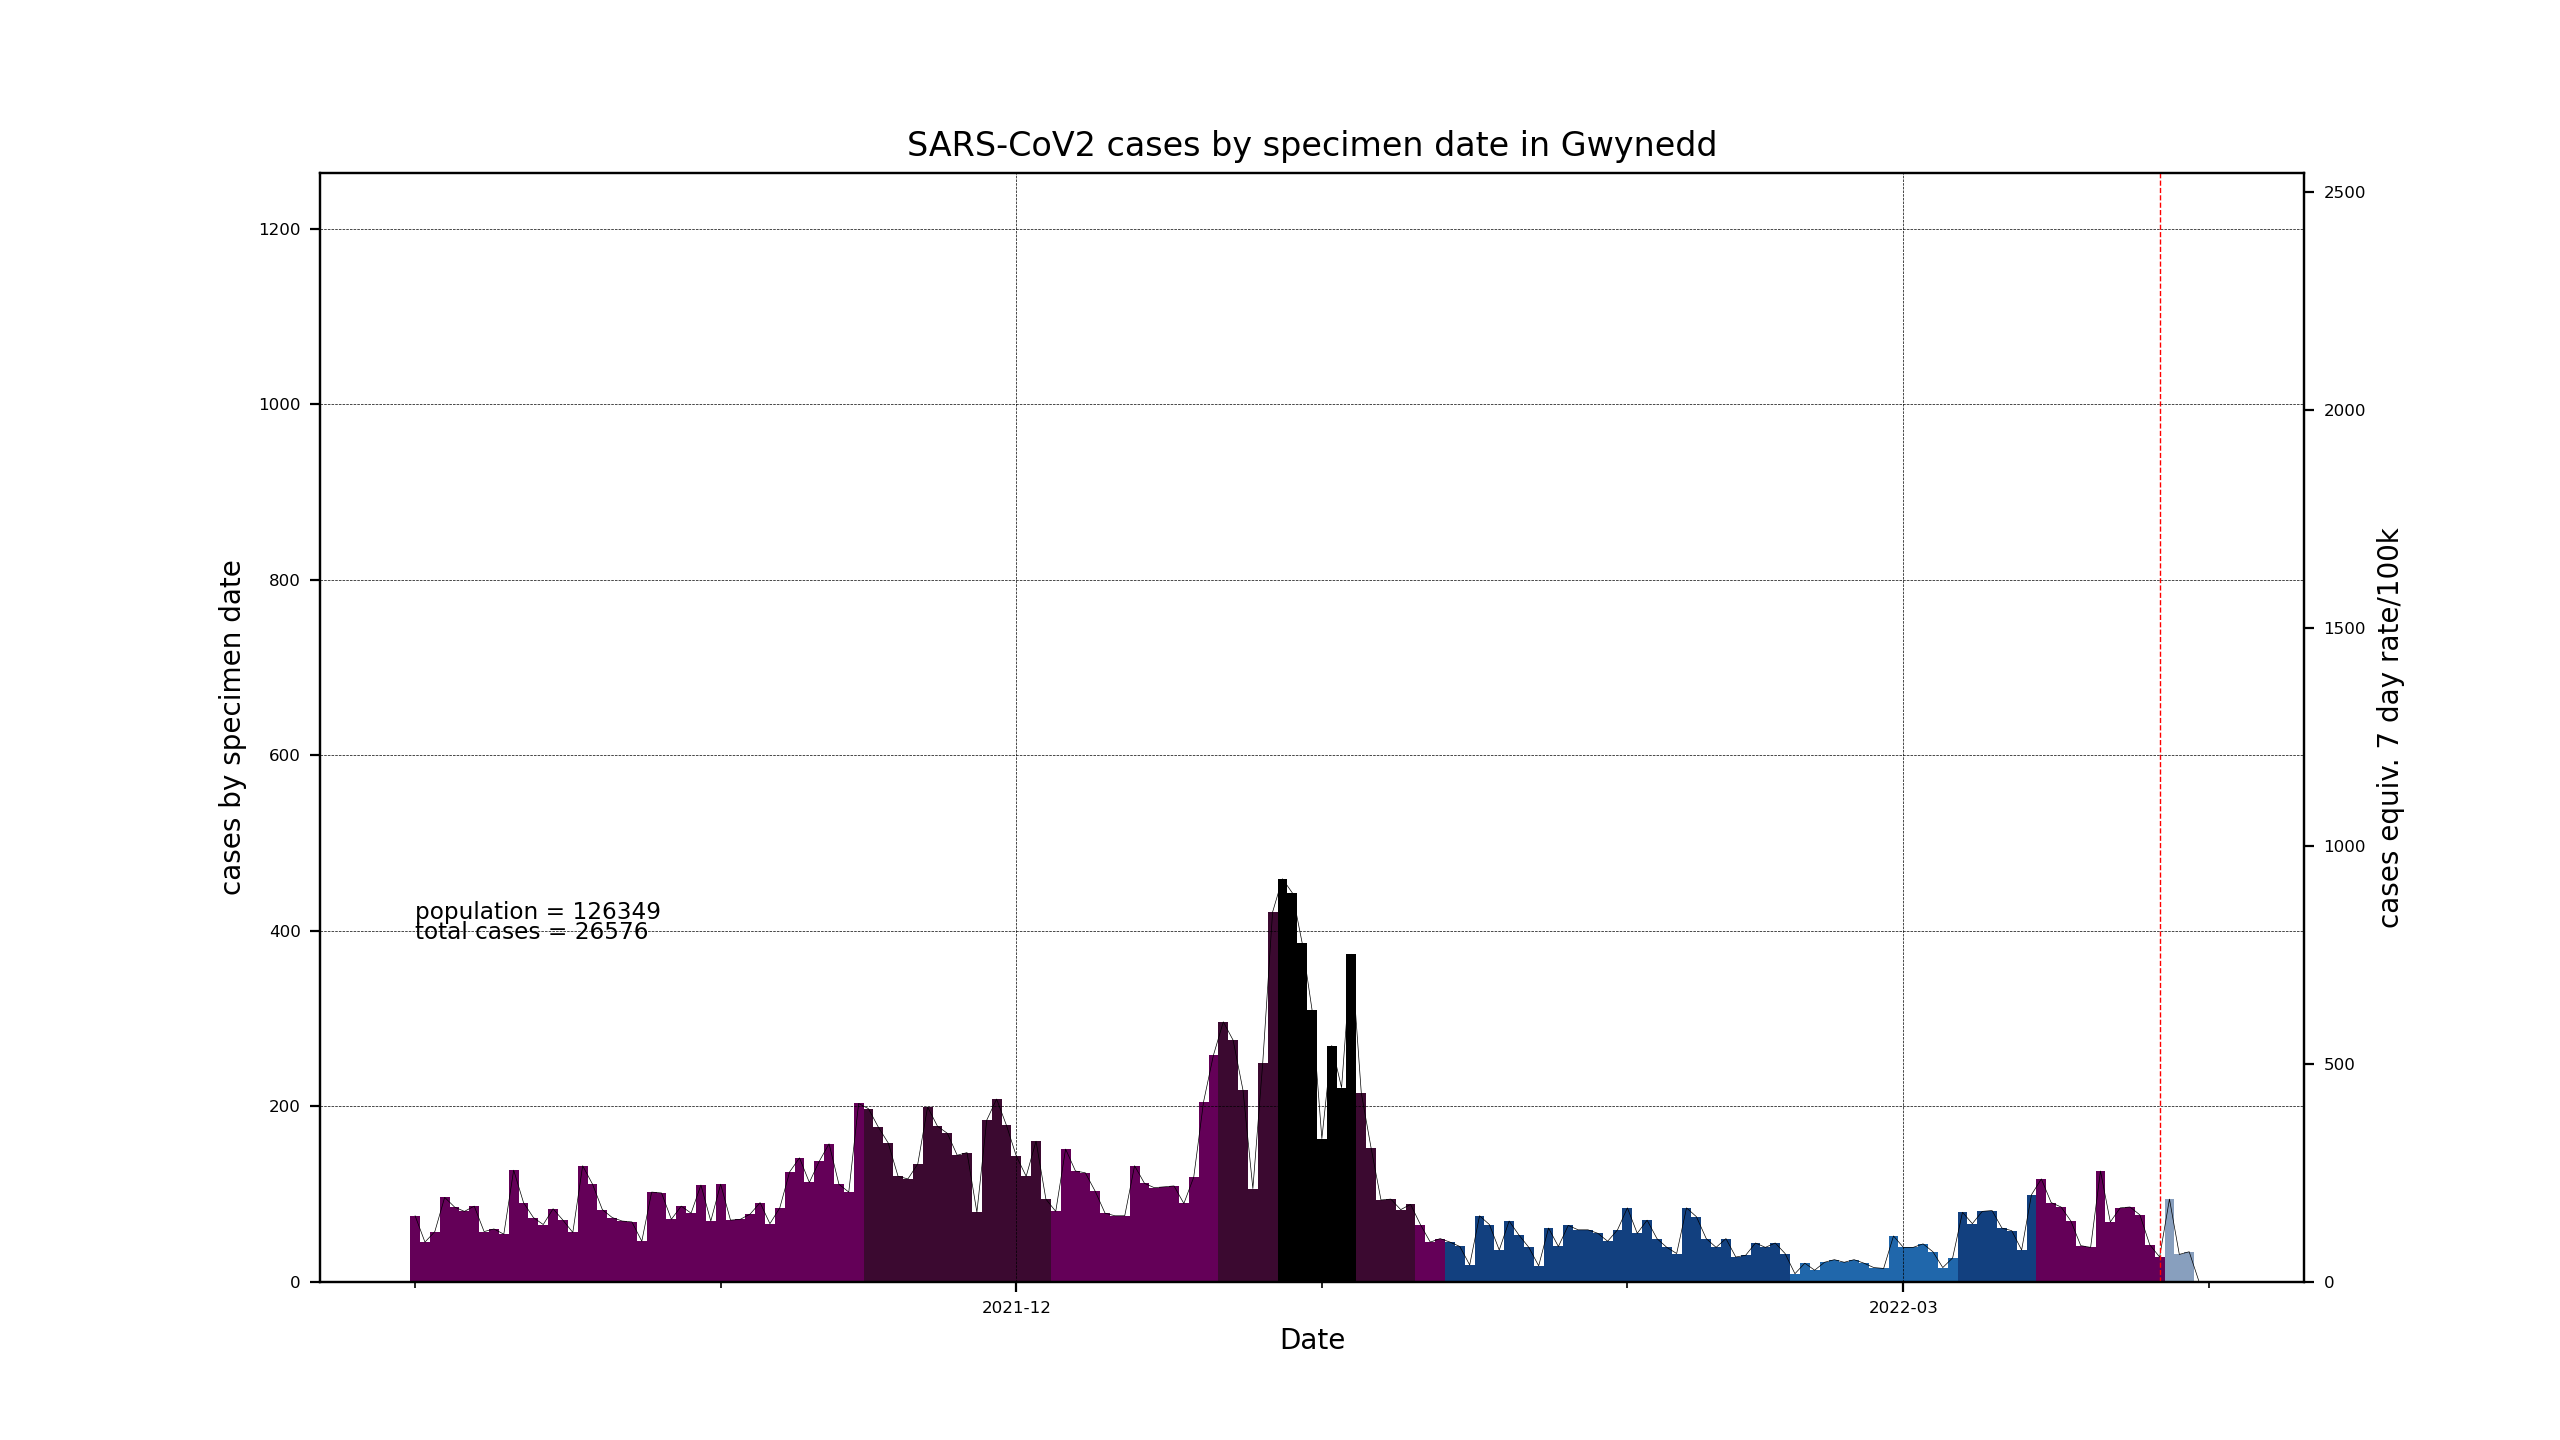 SARS-CoV2 cases by specimen date in Gwynedd
1200
1000
800
600
400
200
0
cases by specimen date
population = 126349
total cases = 26576
2500
2000
1500
1000
500
0
cases equiv. 7 day rate/100k
2021-12
2022-03
Date